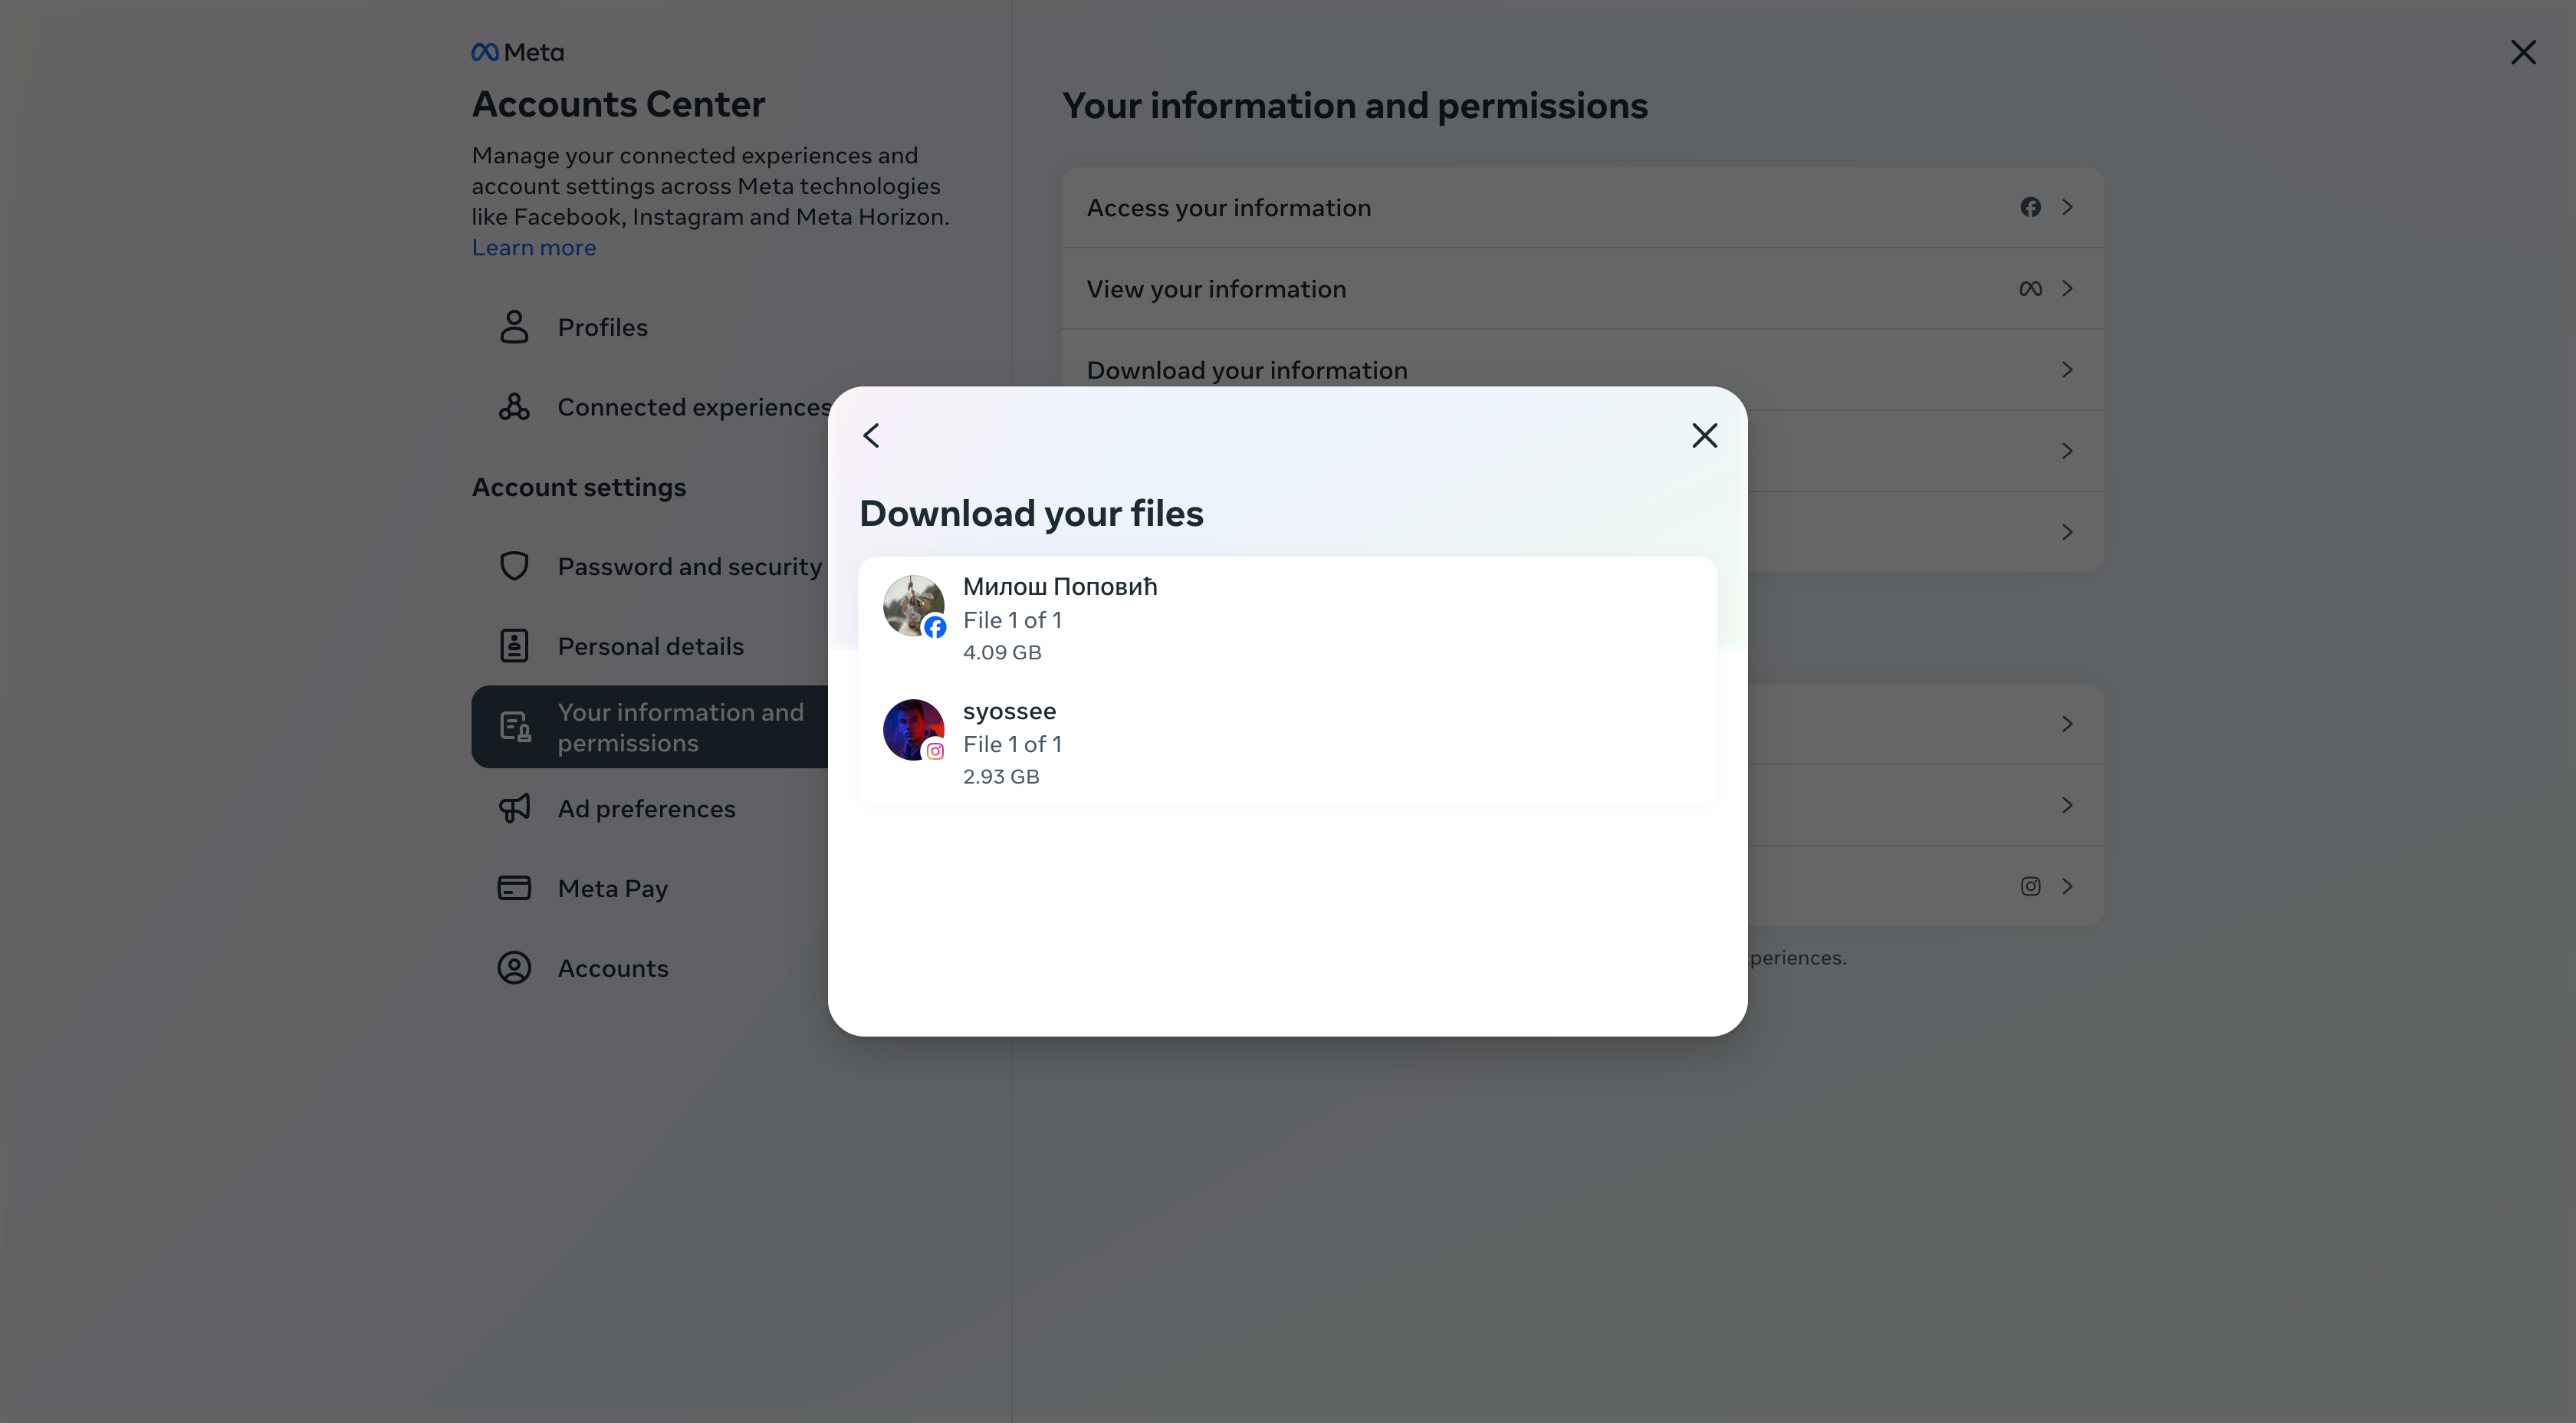 Meta
Accounts Center
Manage your connected experiences and
account settings across Meta technologies
like Facebook, Instagram and Meta Horizon.
Learn more
Profiles
Connected experiences
Account settings
Password and security
Personal details
Your information and
permissions
Ad preferences
Meta Pay
Accounts
Your information and permissions
Access your information
View your information
Download your information
periences.
Download your files
Милош Поповић
File 1 of 1
4.09 GB
syossee
File 1 of 1
2.93 GB